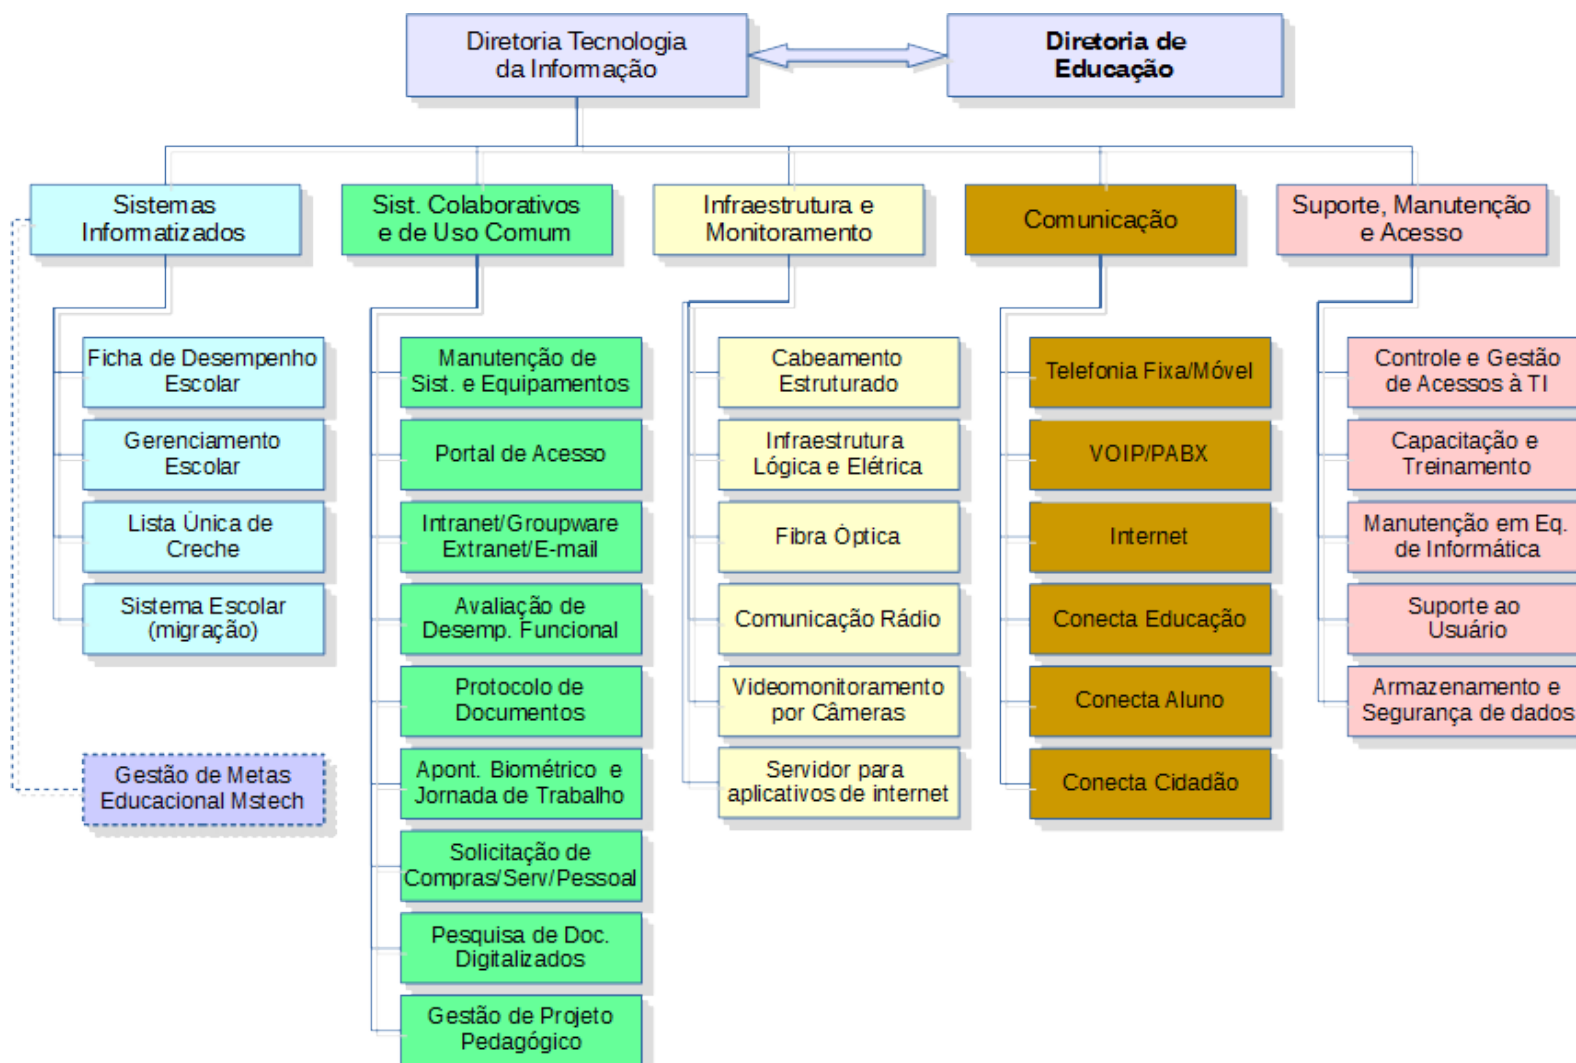 Diretoria Tecnologia
da Informação
Diretoria de
Educação
Sistemas
Informatizados
Sist. Colaborativos
e de Uso Comum
Infraestrutura e
Monitoramento
Comunicação
Suporte, Manutenção
e Acesso
Ficha de Desempenho
Escolar
Gerenciamento
Escolar
Lista Única de
Creche
Sistema Escolar
(migração)
Gestão de Metas
Educacional Mstech
Manutenção de
Sist. e Equipamentos
Portal de Acesso
Intranet/Groupware
Extranet/E-mail
Avaliação de
Desemp. Funcional
Protocolo de
Documentos
Apont. Biométrico e
Jornada de Trabalho
Solicitação de
Compras/Serv/Pessoal
Pesquisa de Doc.
Digitalizados
Gestão de Projeto
Pedagógico
Cabeamento
Estruturado
Infraestrutura
Lógica e Elétrica
Fibra Óptica
Comunicação Rádio
Videomonitoramento
por Câmeras
Servidor para
aplicativos de internet
Telefonia Fixa/Móvel
VOIP/PABX
Internet
Conecta Educação
Conecta Aluno
Conecta Cidadão
Controle e Gestão
de Acessos à TI
Capacitação e
Treinamento
Manutenção em Eq.
de Informática
Suporte ao
Usuário
Armazenamento e
Segurança de dados